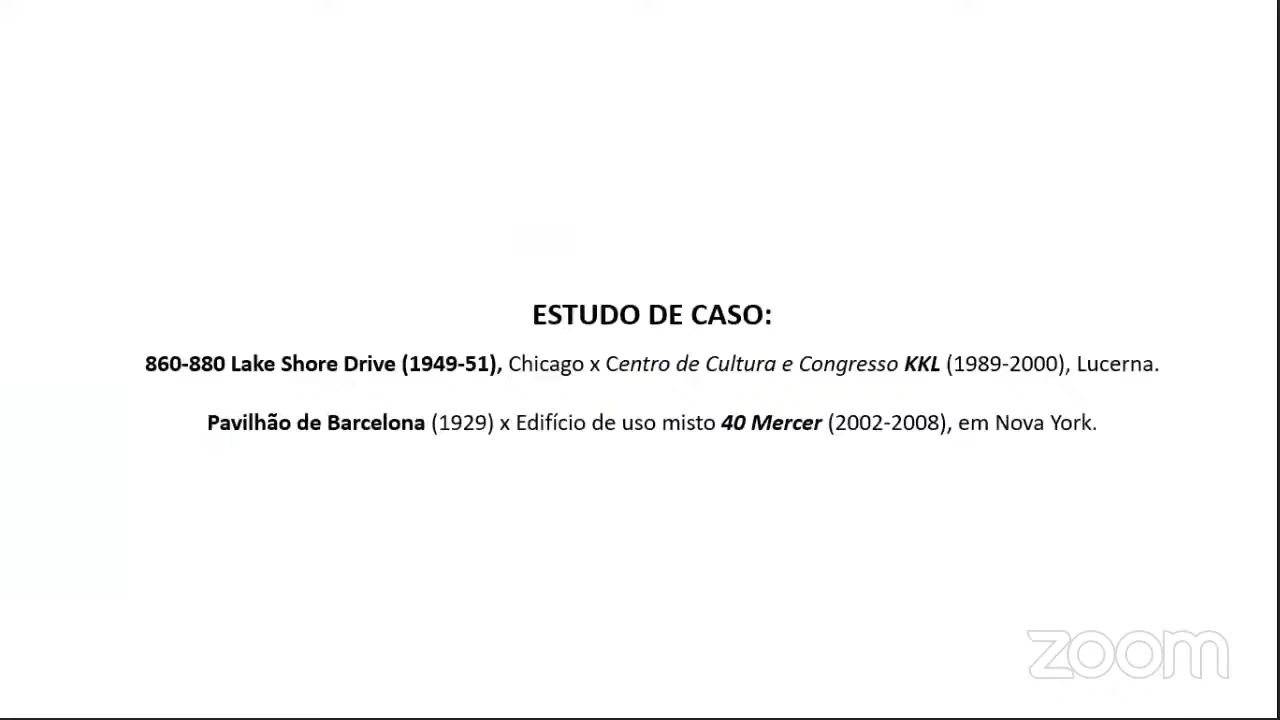 ESTUDO DE CASO:
860-880 Lake Shore Drive (1949-51), Chicago x Centro de Cultura e Congresso KKL (1989-2000), Lucerna.
Pavilhão de Barcelona (1929) x Edifício de uso misto 40 Mercer (2002-2008), em Nova York.
zoom